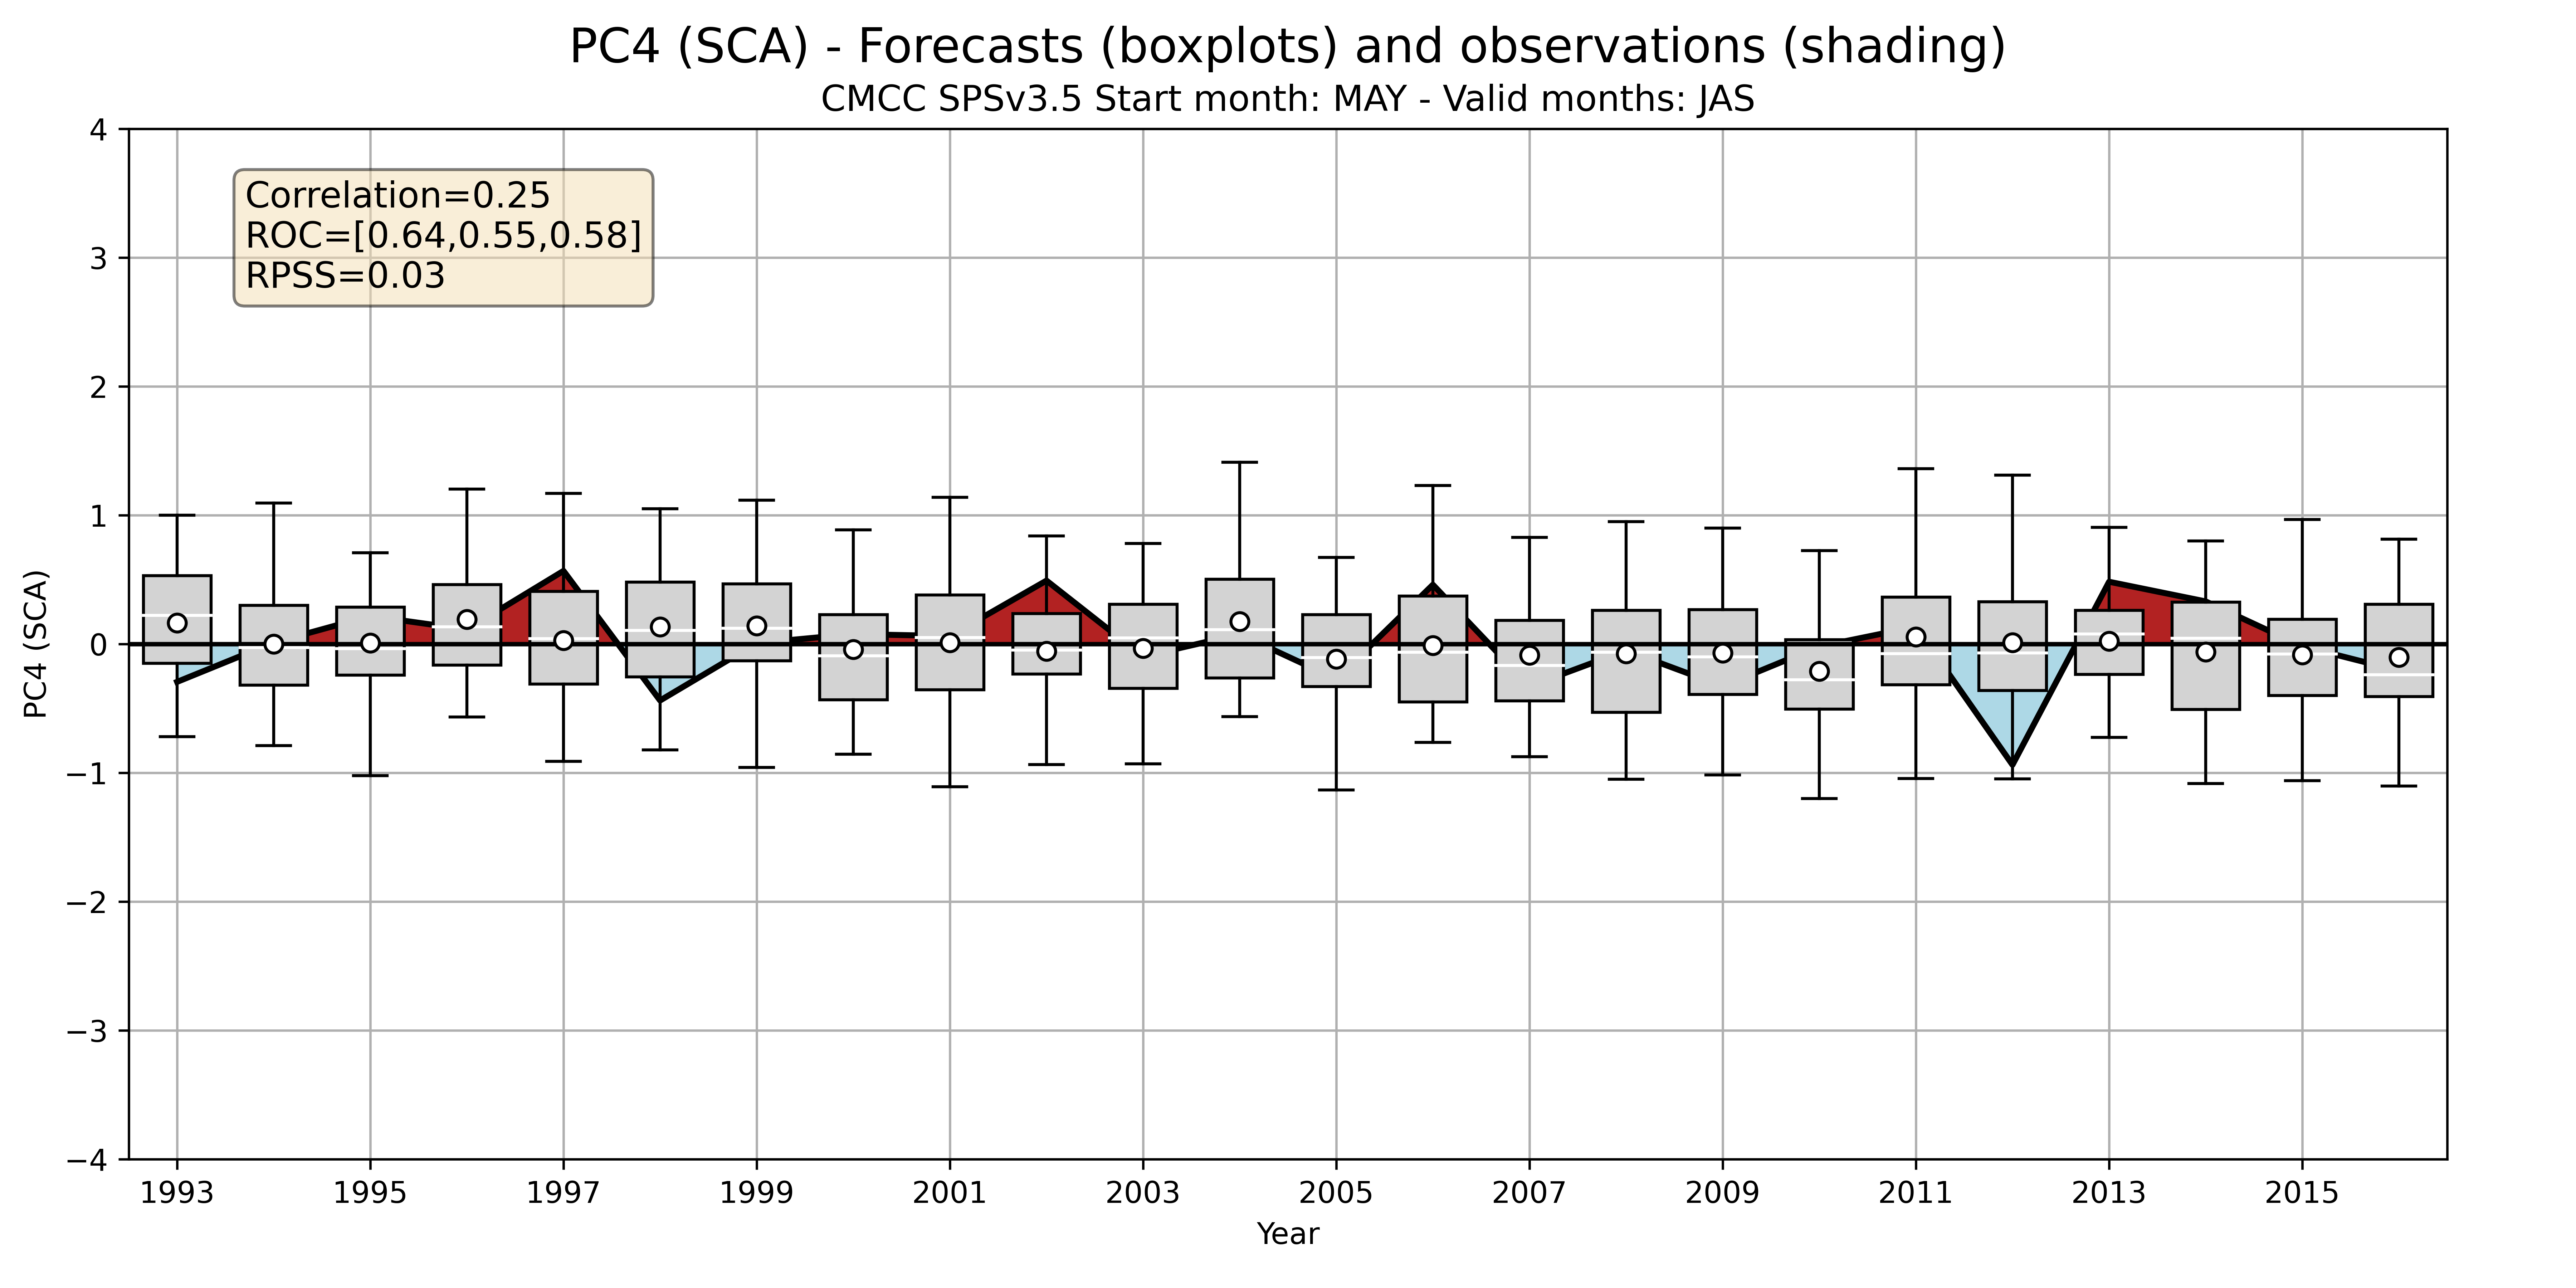 PC4 (SCA) - Forecasts (boxplots) and observations (shading)
CMCC SPSv3.5 Start month: MAY - Valid months: JAS
Correlation=0.25
ROC=[0.64,0.55,0.58]
RPSS=0.03
PC4 (SCA)
4
3
2
1
0
−1
−2
−3
−4
1993 1995 1997 1999 2001 2003 2005 2007 2009 2011 2013 2015
Year